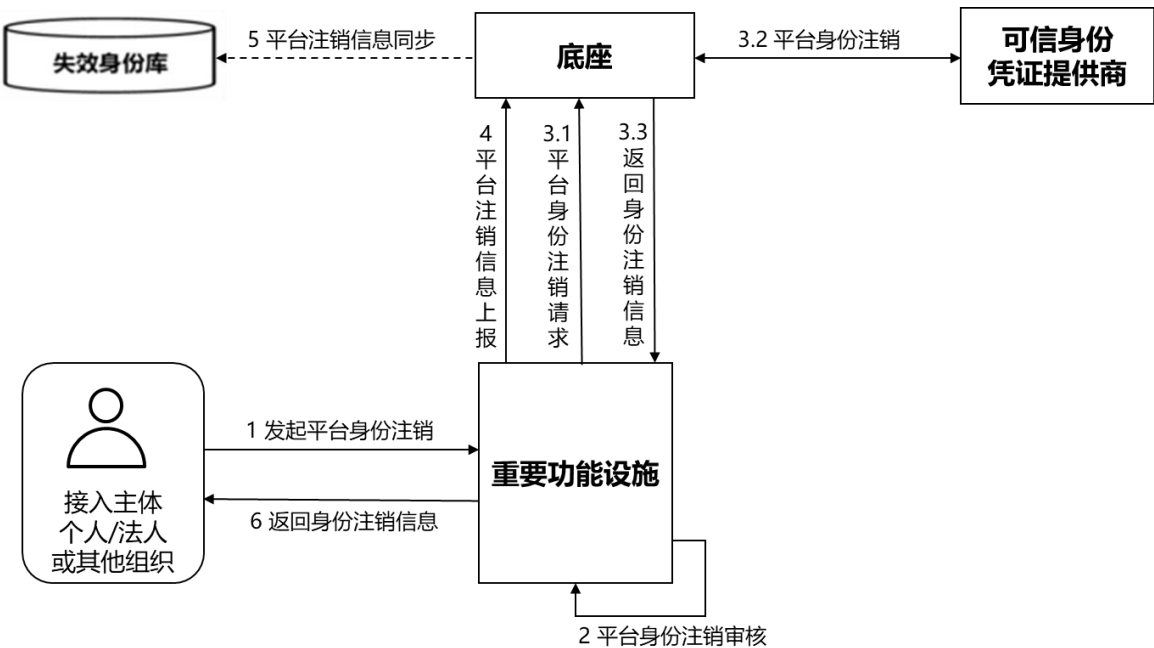 5 平台注销信息同步
失效身份库
底座
3.2 平台身份注销
可信身份
凭证提供商
4平台注销信息上报
3.1平台身份注销请求
3.3返回身份注销信息
1 发起平台身份注销
重要功能设施
接入主体
个人/法人
或其他组织
6 返回身份注销信息
2 平台身份注销审核